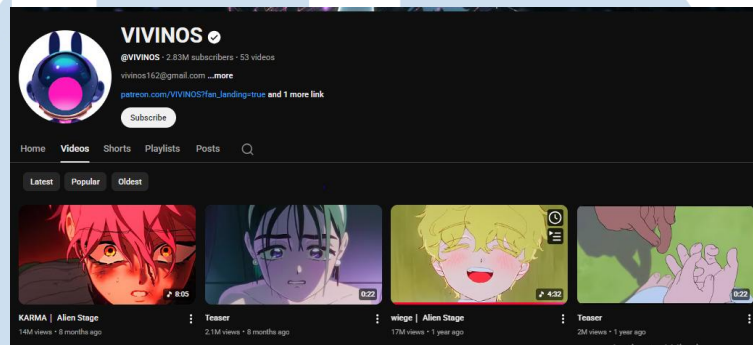 VIVINOS
@VIVINOS · 2.83M subscribers · 53 videos
vivinos162@gmail.com ...more
patreon.com/VIVINOS?fan_landing=true and 1 more link
Subscribe
Home Videos Shorts Playlists Posts
Latest Popular Oldest
8:05 0:22 4:32 0:22
KARMA | Alien Stage Teaser wiege | Alien Stage Teaser
14M views • 8 months ago 2.1M views • 8 months ago 17M views • 1 year ago 2M views • 1 year ago